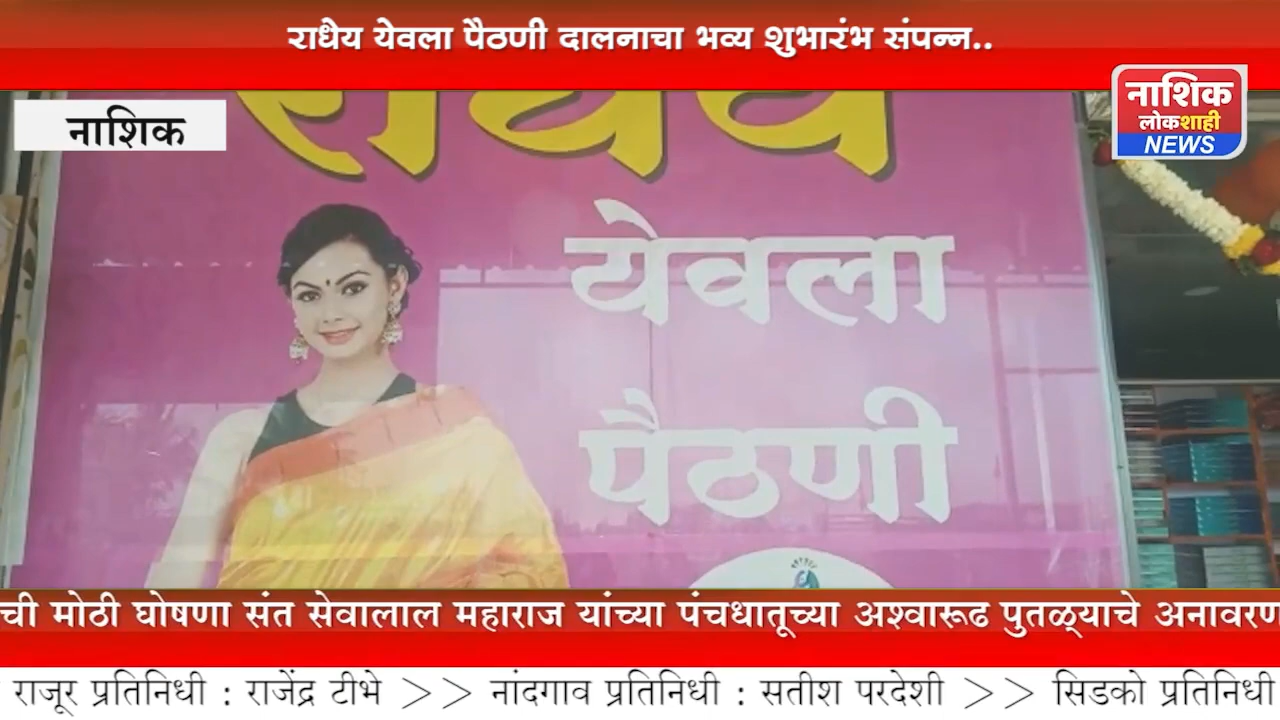 राधेय येवला पैठणी दालनाचा भव्य शुभारंभ संपन्न..
नाशिक
नाशिक
लोकशाही
NEWS
येवला
पैठणी
ची मोठी घोषणा संत सेवालाल महाराज यांच्या पंचधातूच्या अश्वारूढ पुतळ्याचे अनावरण
राजूर प्रतिनिधी : राजेंद्र टीभे >> नांदगाव प्रतिनिधी : सतीश परदेशी >> सिडको प्रतिनिधी